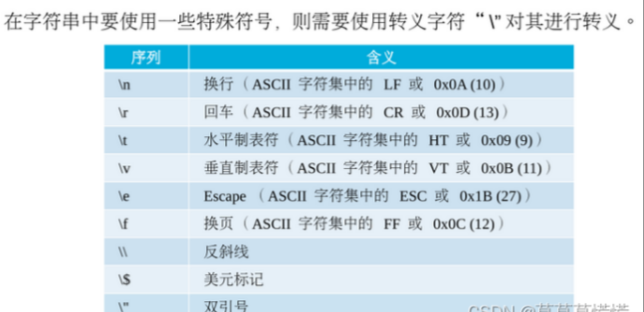 在字符串中要使用一些特殊符号，则需要使用转义字符“\"对其进行转义。
序列 含义
\n 换行（ASCII 字符集中的 LF 或 0x0A (10)）
\r 回车（ASCII 字符集中的 CR 或 0x0D (13)）
\t 水平制表符（ASCII 字符集中的 HT 或 0x09 (9)）
\v 垂直制表符（ASCII 字符集中的 VT 或 0x0B (11)）
\e Escape （ASCII 字符集中的 ESC 或 0x1B (27)）
\f 换页（ASCII 字符集中的 FF 或 0x0C (12)）
\\ 反斜线
\$ 美元标记
\" 双引号
CSDN